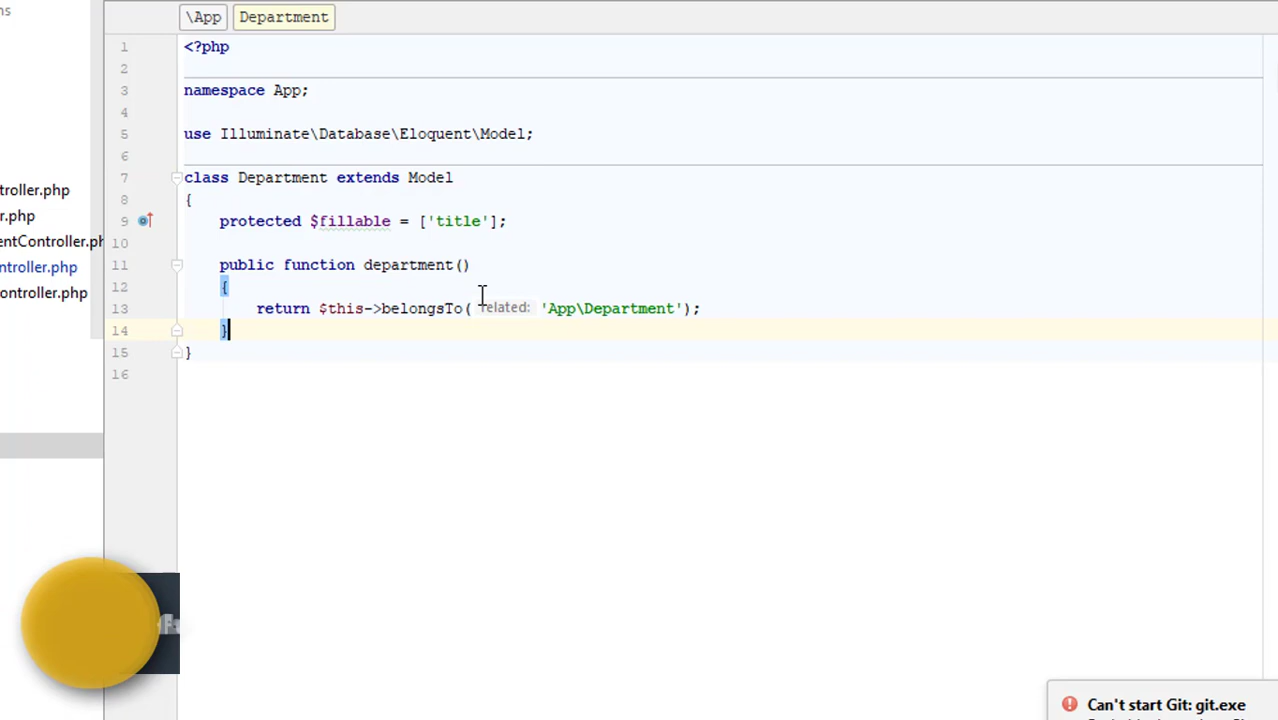 ns
\App Department
1 <?php
2
3 namespace App;
4
5 use Illuminate\Database\Eloquent\Model;
6
7 class Department extends Model
8 {
9 protected $fillable = ['title'];
10
11 public function department()
12 {
13 return $this->belongsTo( related: 'App\Department');
14 }
15 }
16
troller.php
r.php
entController.ph
ntroller.php
ontroller.php
Can't start Git: git.exe